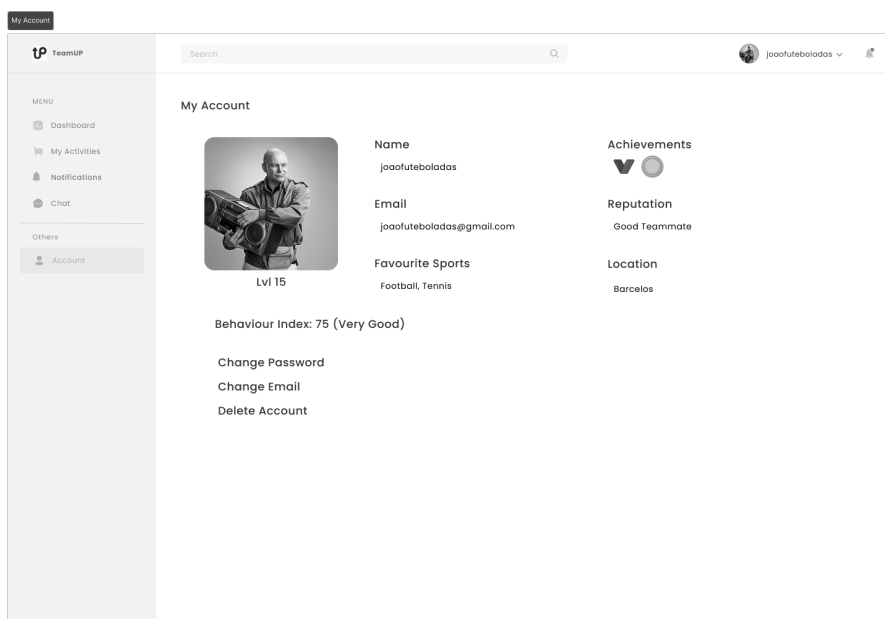 My Account
TeamUP
Search
joaofuteboladas
MENU
Dashboard
My Activities
Notifications
Chat
Others
Account
My Account
Lvl 15
Name
joaofuteboladas
Email
joaofuteboladas@gmail.com
Favourite Sports
Football, Tennis
Achievements
Reputation
Good Teammate
Location
Barcelos
Behaviour Index: 75 (Very Good)
Change Password
Change Email
Delete Account